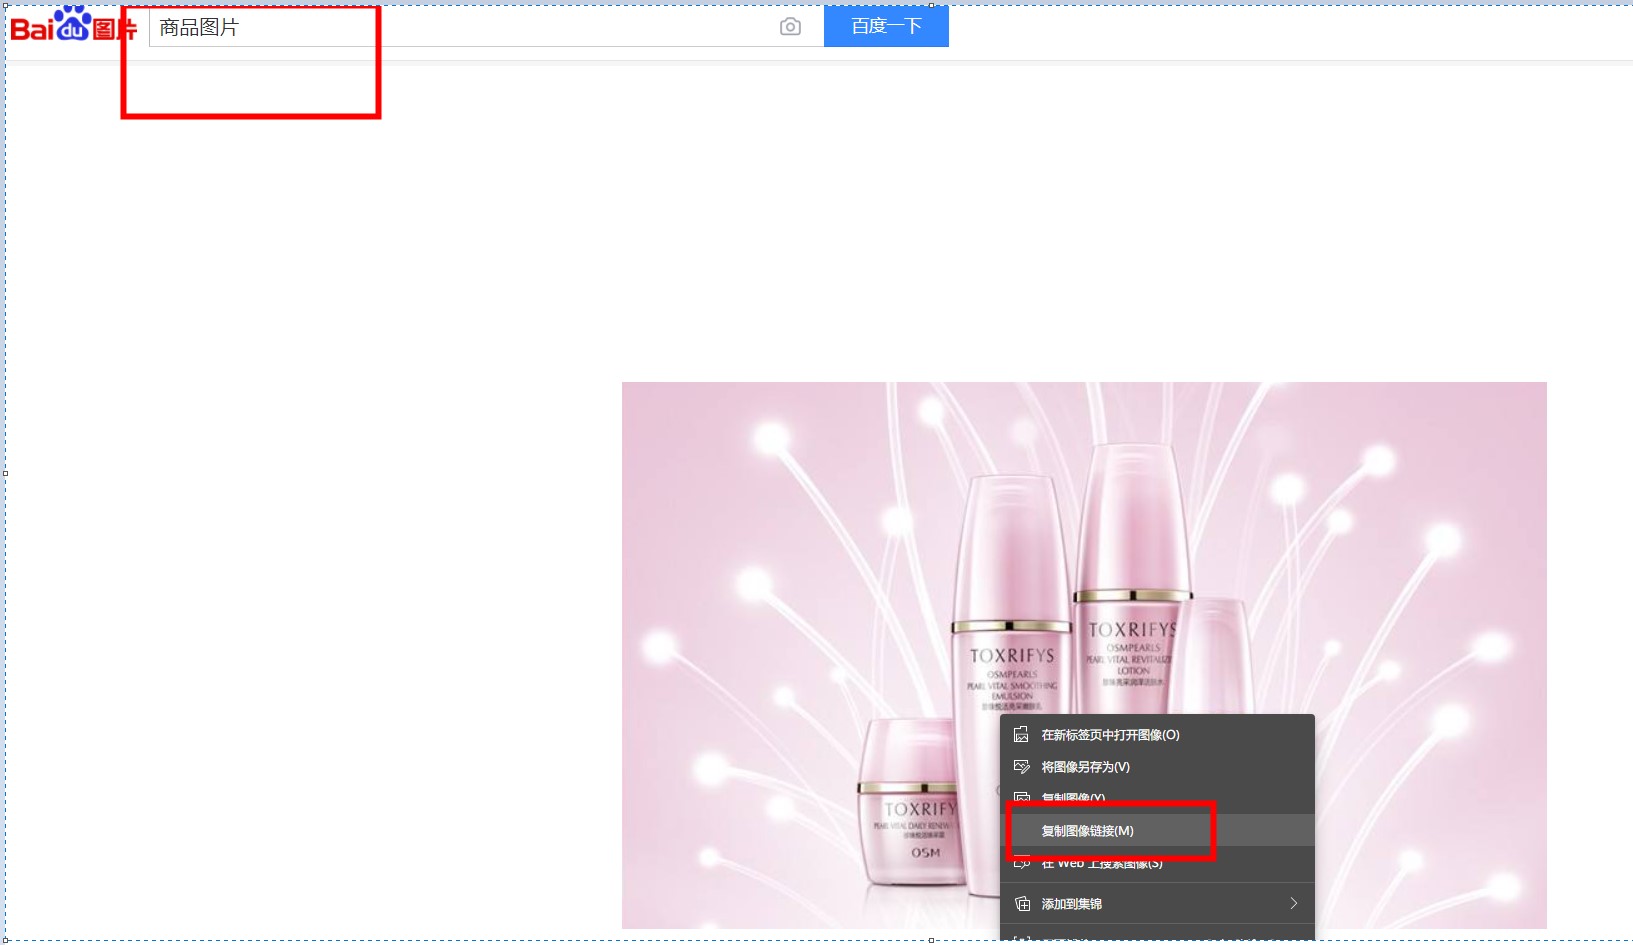 Bai du 图片
商品图片
百度一下
TOXRIFYS
OSMPEARLS
PEARL VITAL REVITALIZE
LOTION
TOXRIFYS
OSMPEARLS
PEARL VITAL SMOOTHING
EMULSION
TOXRIFY
PEARL VITAL DAILY RENEW
OSM
在新标签页中打开图像(O)
将图像另存为(V)
复制图像(Y)
复制图像链接(M)
在 Web 上搜索图像(S)
添加到集锦